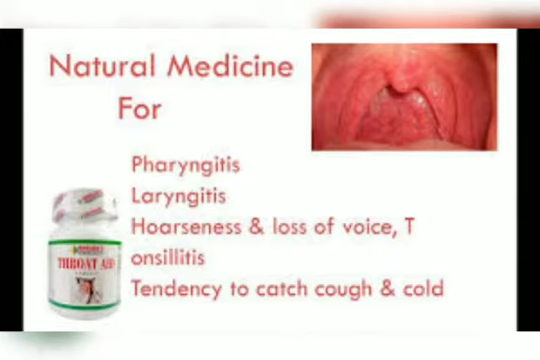 Natural Medicine
For
Pharyngitis
Laryngitis
Hoarseness & loss of voice, T
onsillitis
Tendency to catch cough & cold
THROAT AID